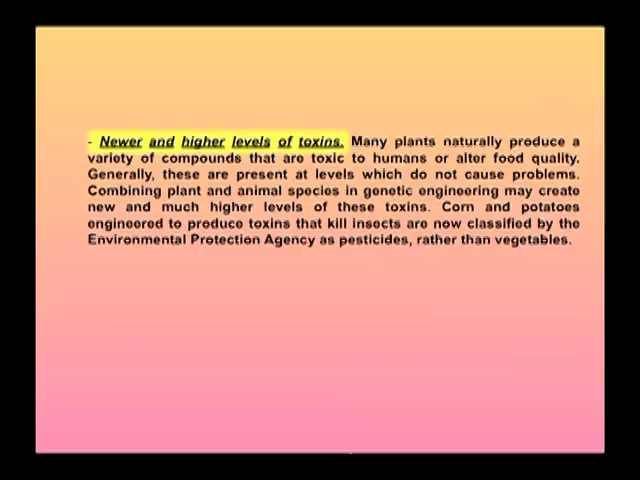 - Newer and higher levels of toxins. Many plants naturally produce a
variety of compounds that are toxic to humans or alter food quality.
Generally, these are present at levels which do not cause problems.
Combining plant and animal species in genetic engineering may create
new and much higher levels of these toxins. Corn and potatoes
engineered to produce toxins that kill insects are now classified by the
Environmental Protection Agency as pesticides, rather than vegetables.